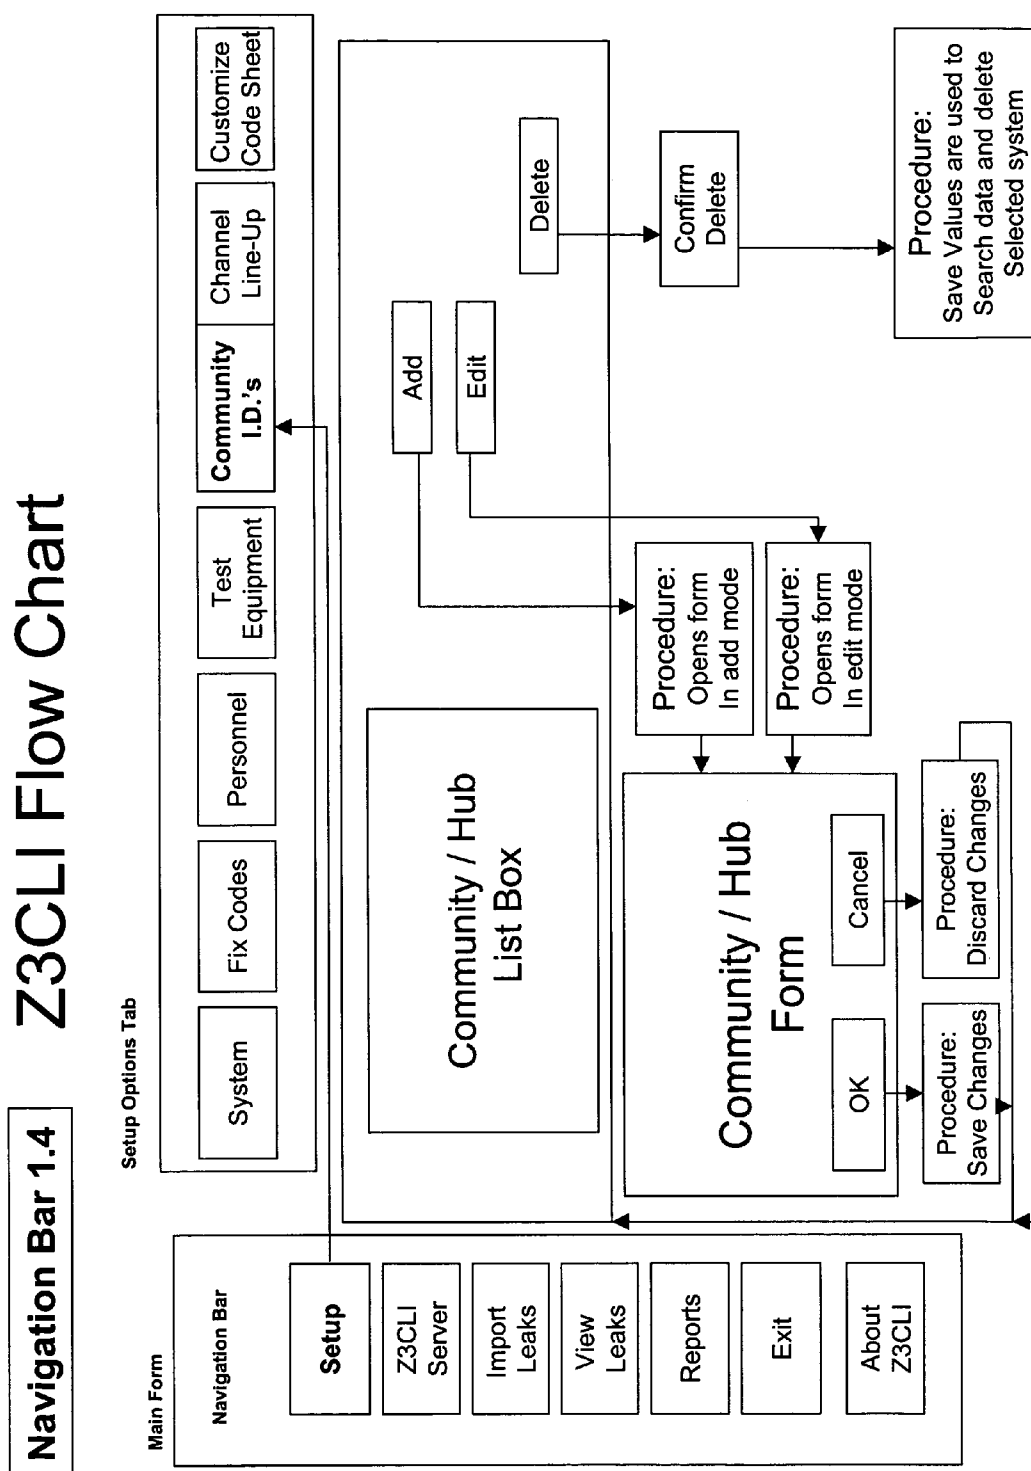 Navigation Bar 1.4
Z3CLI Flow Chart
Main Form
Navigation Bar
Setup
Z3CLI
Server
Import
Leaks
View
Leaks
Reports
Exit
About
Z3CLI
Setup Options Tab
System
Fix Codes
Personnel
Test
Equipment
Community
I.D.'s
Channel
Line-Up
Customize
Code Sheet
Community / Hub
List Box
Add
Edit
Delete
Procedure:
Opens form
In add mode
Procedure:
Opens form
In edit mode
Confirm
Delete
Community / Hub
Form
OK
Cancel
Procedure:
Save Changes
Procedure:
Discard Changes
Procedure:
Save Values are used to
Search data and delete
Selected system